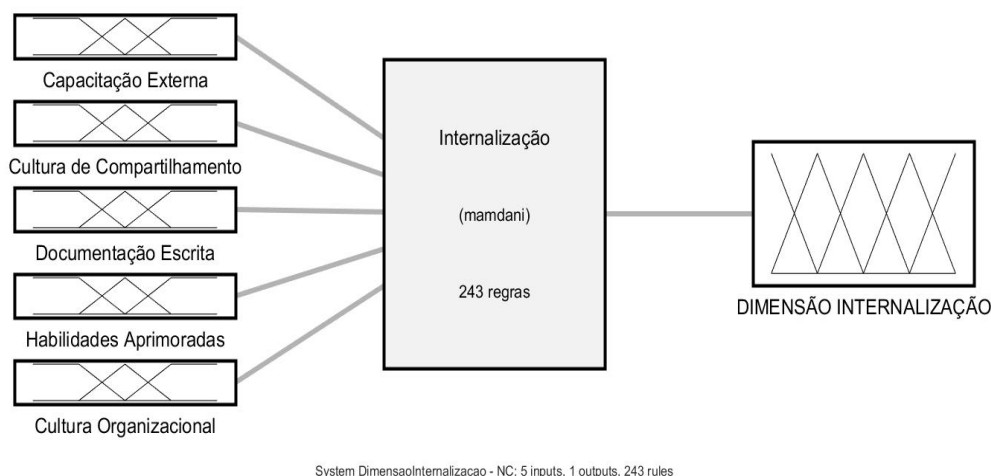 Capacitação Externa
Cultura de Compartilhamento
Documentação Escrita
Habilidades Aprimoradas
Cultura Organizacional
Internalização
(mamdani)
243 regras
DIMENSÃO INTERNALIZAÇÃO
System DimensaoInternalizacao - NC: 5 inputs, 1 outputs, 243 rules